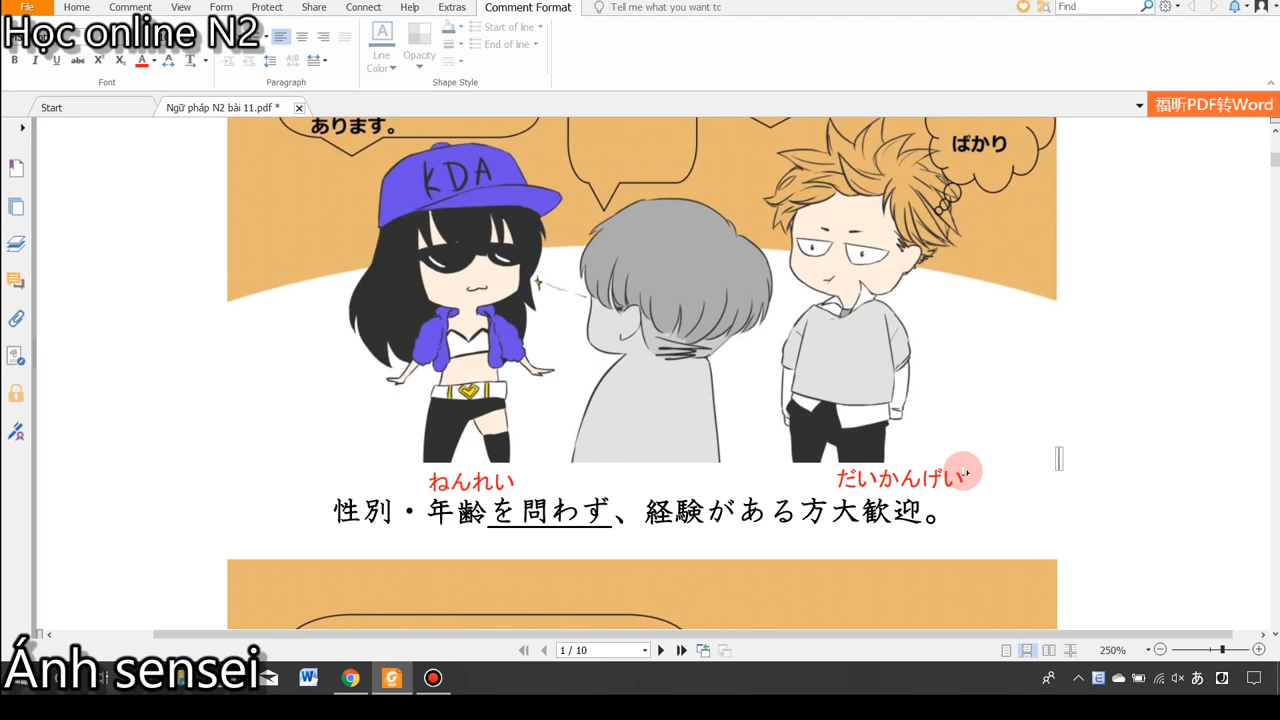 File Home Comment View Form Protect Share Connect Help Extras Comment Format Tell me what you want to Find
Học online N2
Line Color
Opacity
Start of line
End of line
Font Paragraph Shape Style
Start Ngữ pháp N2 bài 11.pdf * 福昕PDF转Word
あります。
ばかり
KDA
ねんれい だいかんげい
性別・年齢を問わず、経験がある方大歓迎。
1 / 10 250%
Ánh sensei